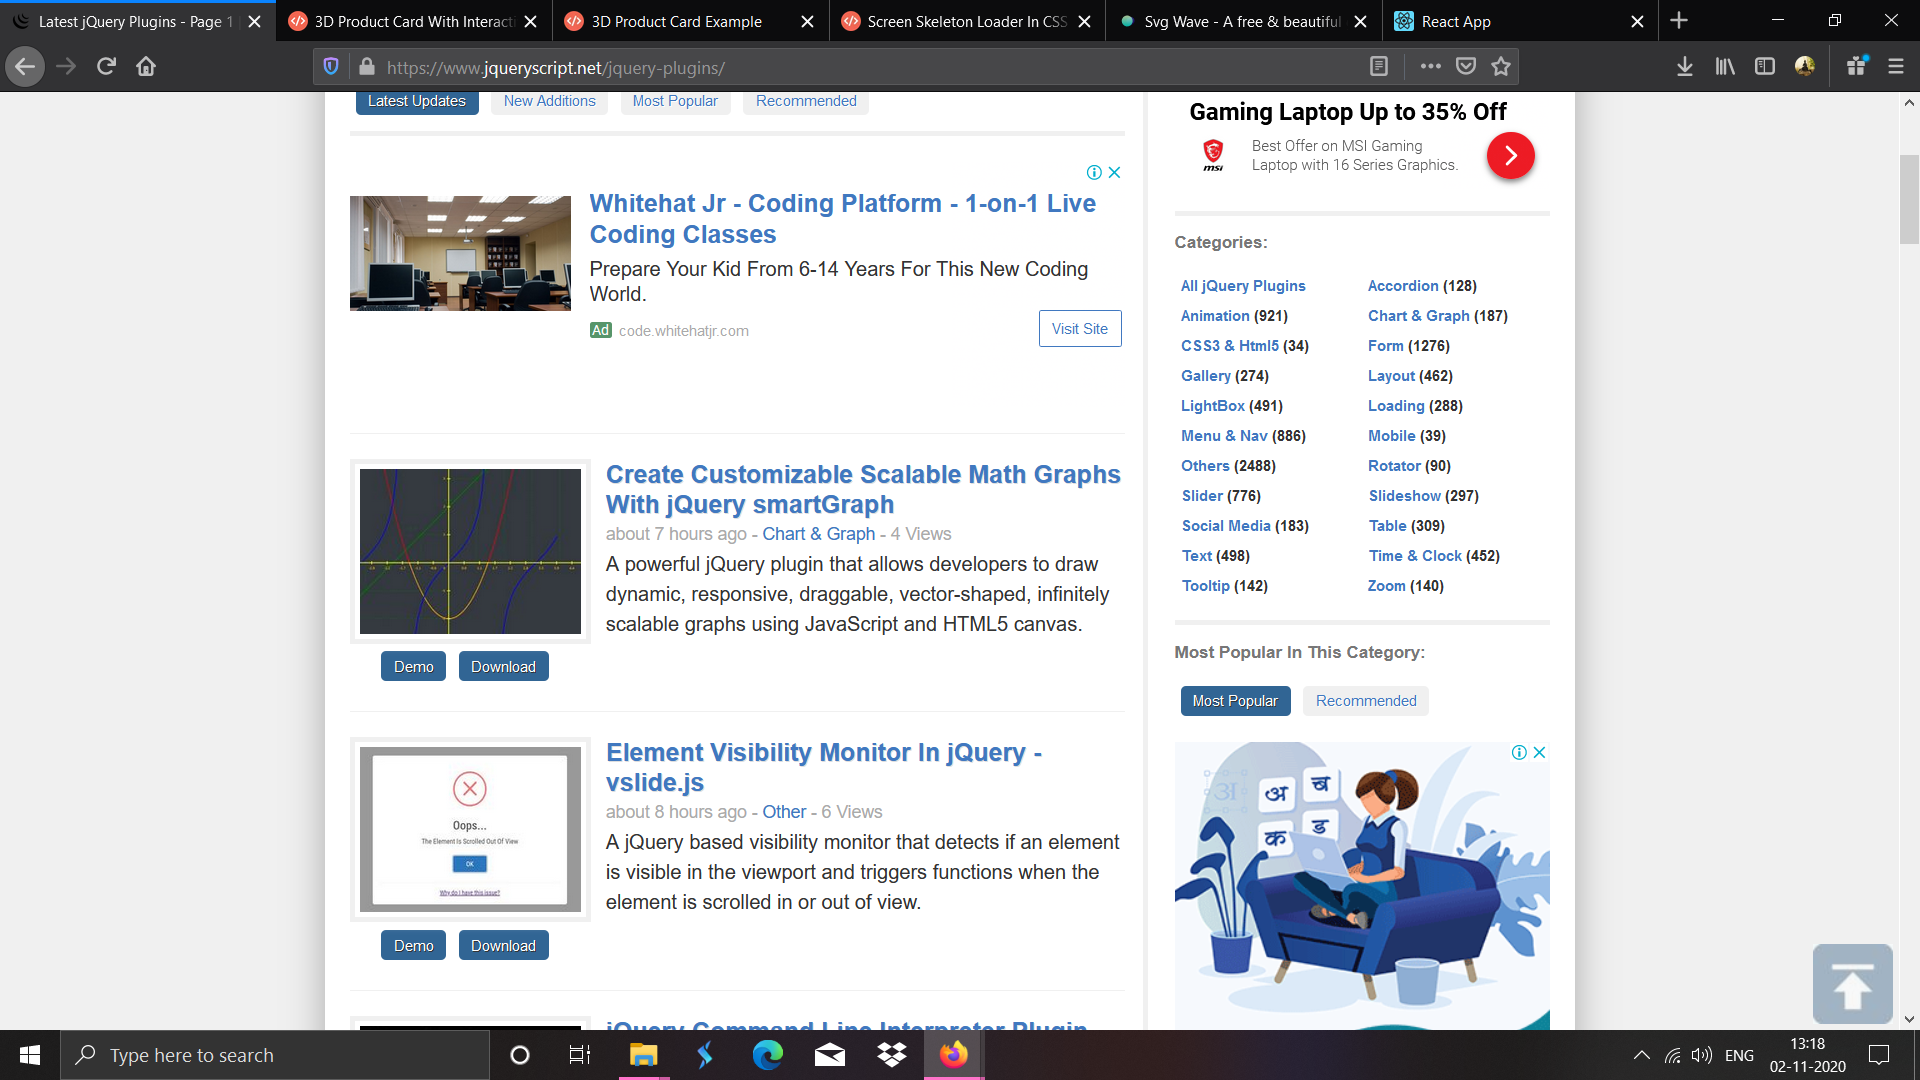 Latest jQuery Plugins - Page 1
3D Product Card With Interacti
3D Product Card Example
Screen Skeleton Loader In CSS
Svg Wave - A free & beautiful
React App
https://www.jqueryscript.net/jquery-plugins/
Latest Updates
New Additions
Most Popular
Recommended
Whitehat Jr - Coding Platform - 1-on-1 Live
Coding Classes
Prepare Your Kid From 6-14 Years For This New Coding
World.
Ad code.whitehatjr.com
Visit Site
Create Customizable Scalable Math Graphs
With jQuery smartGraph
about 7 hours ago - Chart & Graph - 4 Views
A powerful jQuery plugin that allows developers to draw
dynamic, responsive, draggable, vector-shaped, infinitely
scalable graphs using JavaScript and HTML5 canvas.
Demo
Download
Oops...
The Element Is Scrolled Out Of View
OK
Why do I have this issue?
Element Visibility Monitor In jQuery -
vslide.js
about 8 hours ago - Other - 6 Views
A jQuery based visibility monitor that detects if an element
is visible in the viewport and triggers functions when the
element is scrolled in or out of view.
Demo
Download
jQuery Command Line Interpreter Plugin
Gaming Laptop Up to 35% Off
msi
Best Offer on MSI Gaming
Laptop with 16 Series Graphics.
Categories:
All jQuery Plugins
Accordion (128)
Animation (921)
Chart & Graph (187)
CSS3 & Html5 (34)
Form (1276)
Gallery (274)
Layout (462)
LightBox (491)
Loading (288)
Menu & Nav (886)
Mobile (39)
Others (2488)
Rotator (90)
Slider (776)
Slideshow (297)
Social Media (183)
Table (309)
Text (498)
Time & Clock (452)
Tooltip (142)
Zoom (140)
Most Popular In This Category:
Most Popular
Recommended
अ
च
क
ड
Type here to search
ENG
13:18
02-11-2020